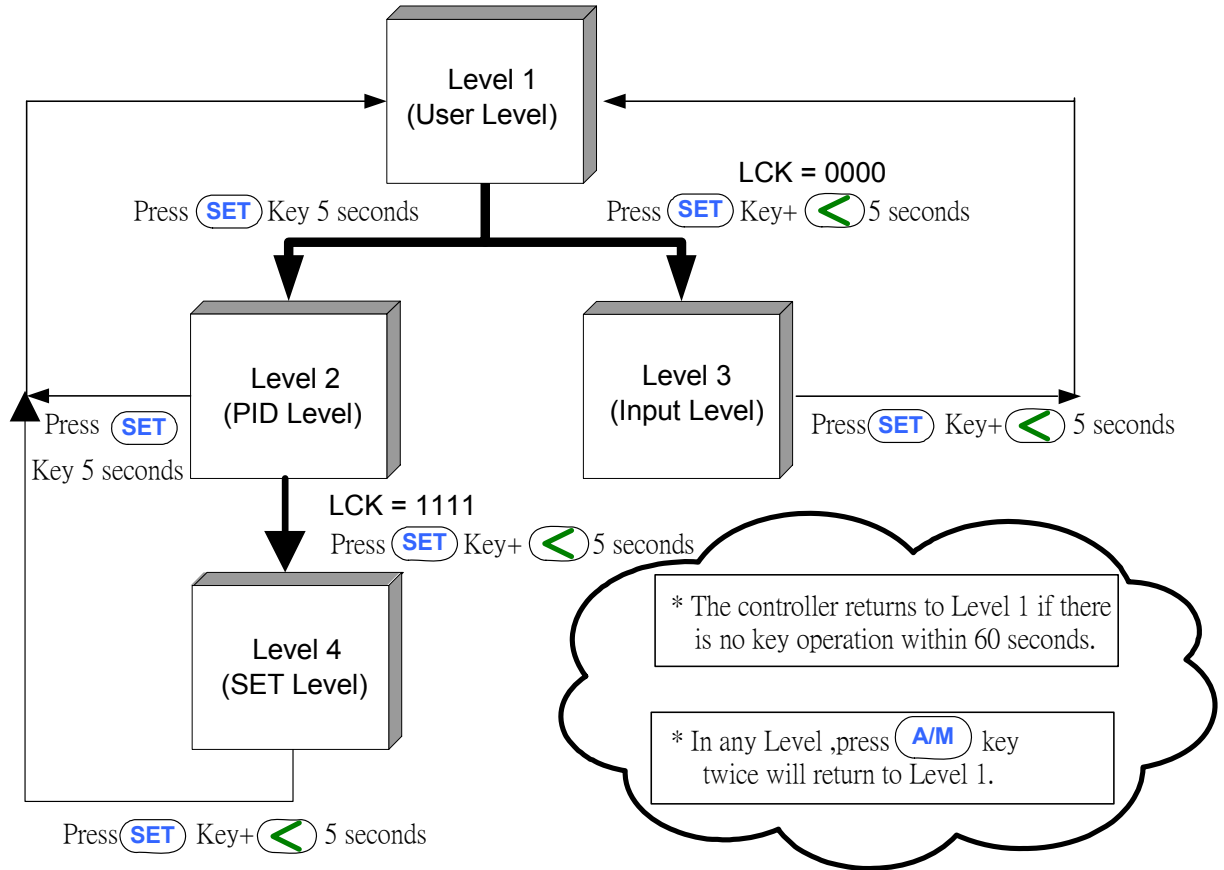 Level 1
(User Level)
LCK = 0000
Press SET Key 5 seconds
Press SET Key+ < 5 seconds
Level 2
(PID Level)
Level 3
(Input Level)
Press SET
Key 5 seconds
Press SET Key+ < 5 seconds
LCK = 1111
Press SET Key+ < 5 seconds
Level 4
(SET Level)
* The controller returns to Level 1 if there
is no key operation within 60 seconds.
* In any Level ,press A/M key
twice will return to Level 1.
Press SET Key+ < 5 seconds